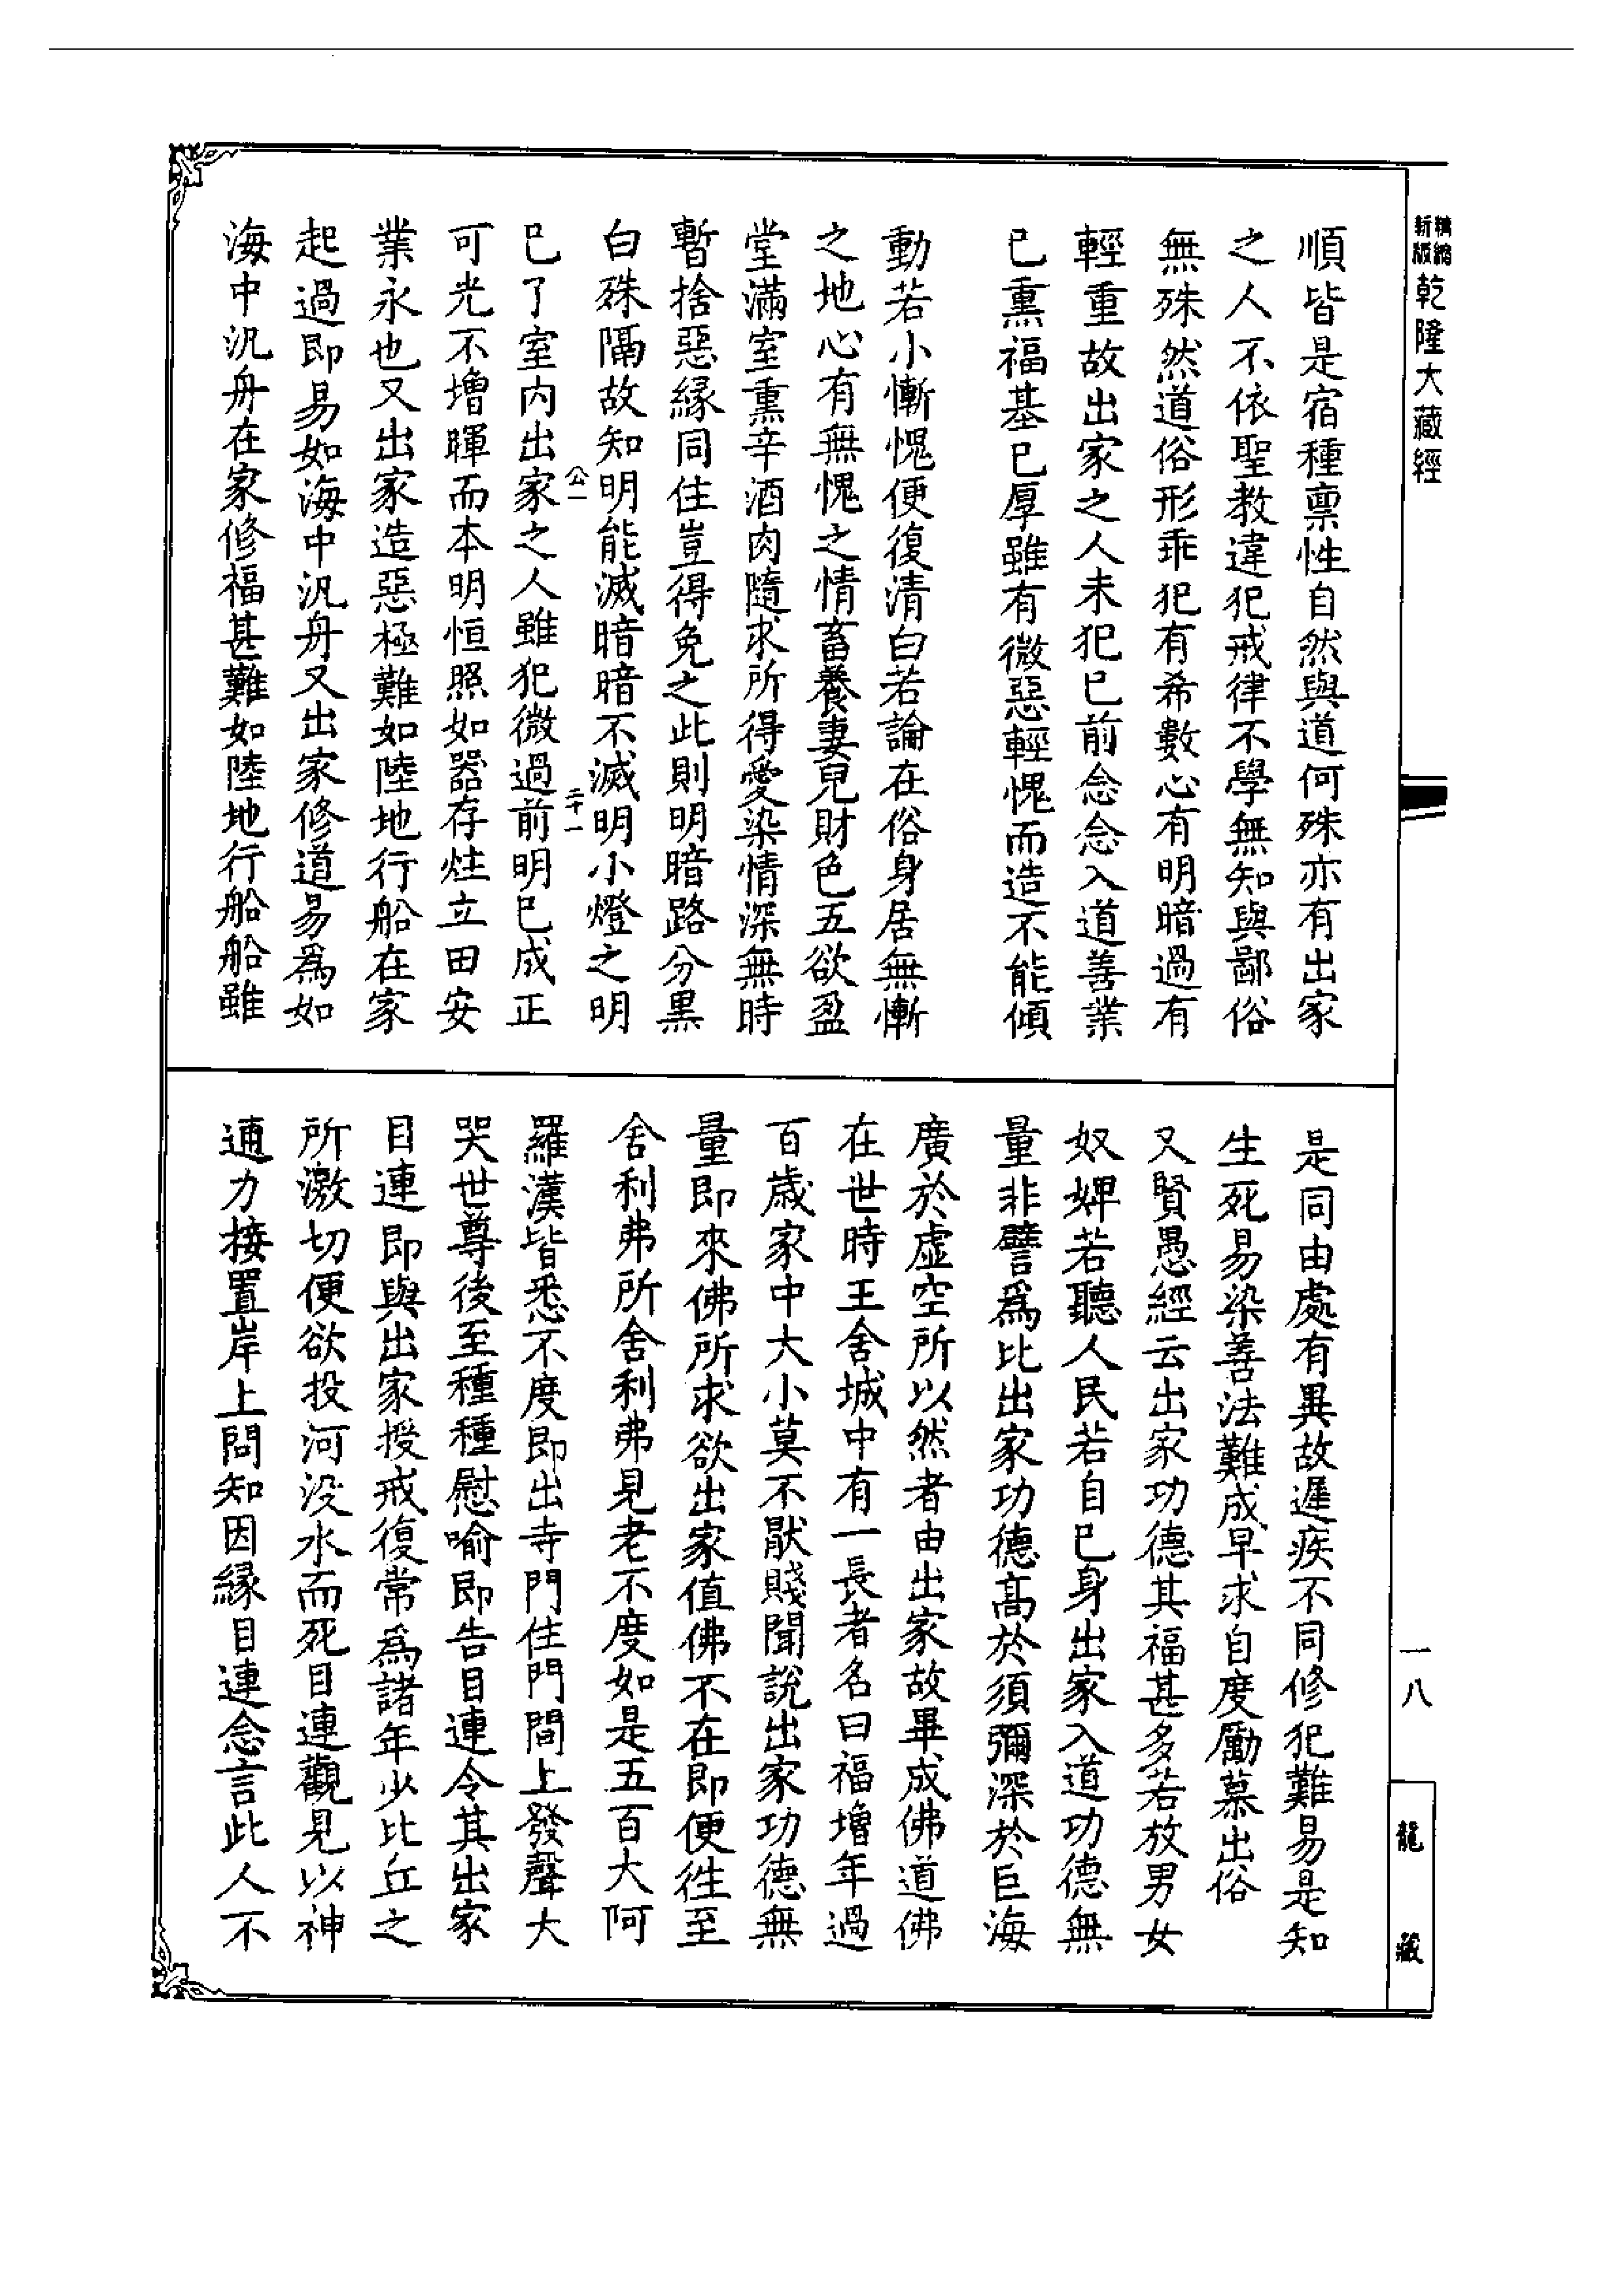 精縮新版乾隆大藏經
順皆是宿種稟性自然與道何殊亦有出家
之人不依聖教違犯戒律不學無知與鄙俗
無殊然道俗形乖犯有希數心有明暗過有
輕重故出家之人未犯已前念念入道善業
已熏福基已厚雖有微惡輕愧而造不能傾
動若小慚愧便復清白若論在俗身居無慚
之地心有無愧之情畜養妻兒財色五欲盈
堂滿室熏辛酒肉隨求所得愛染情深無時
暫捨惡緣同住豈得免之此則明暗路分黑
白殊隔故知明能滅暗暗不滅明小燈之明
公一
二十一
已了室內出家之人雖犯微過前明已成正
可光不增暉而本明恒照如器存炷立田安
業永也又出家造惡極難如陸地行船在家
起過即易如海中汎舟又出家修道易為如
海中汎舟在家修福甚難如陸地行船船雖
是同由處有異故遲疾不同修犯難易是知
生死易染善法難成早求自度勵慕出俗
又賢愚經云出家功德其福甚多若放男女
奴婢若聽人民若自己身出家入道功德無
量非譬為比出家功德高於須彌深於巨海
廣於虛空所以然者由出家故畢成佛道佛
在世時王舍城中有一長者名曰福增年過
百歲家中大小莫不厭賤聞說出家功德無
量即來佛所求欲出家值佛不在即便往至
舍利弗所舍利弗見老不度如是五百大阿
羅漢皆悉不度即出寺門住門閫上發聲大
哭世尊後至種種慰喻即告目連令其出家
目連即與出家授戒復常為諸年少比丘之
所激切便欲投河沒水而死目連觀見以神
通力接置岸上問知因緣目連念言此人不
一八
龍藏